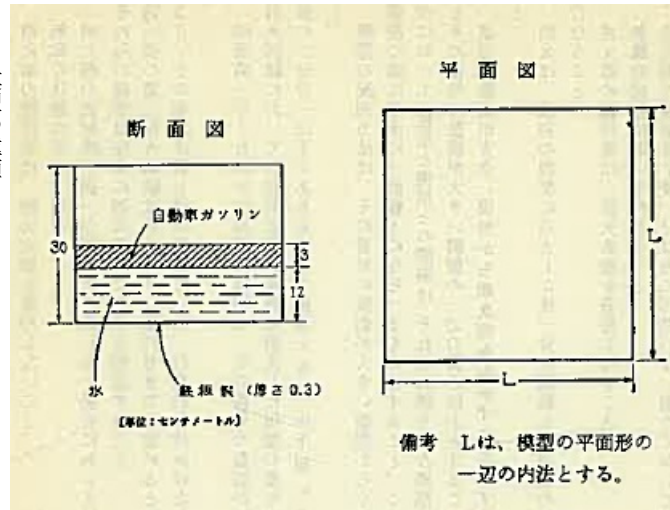 断面図
自動車ガソリン
30
3
12
水
鉄板製(厚さ0.3)
〔単位:センチメートル〕
平面図
L
L
備考 Lは、模型の平面形の
一辺の内法とする。